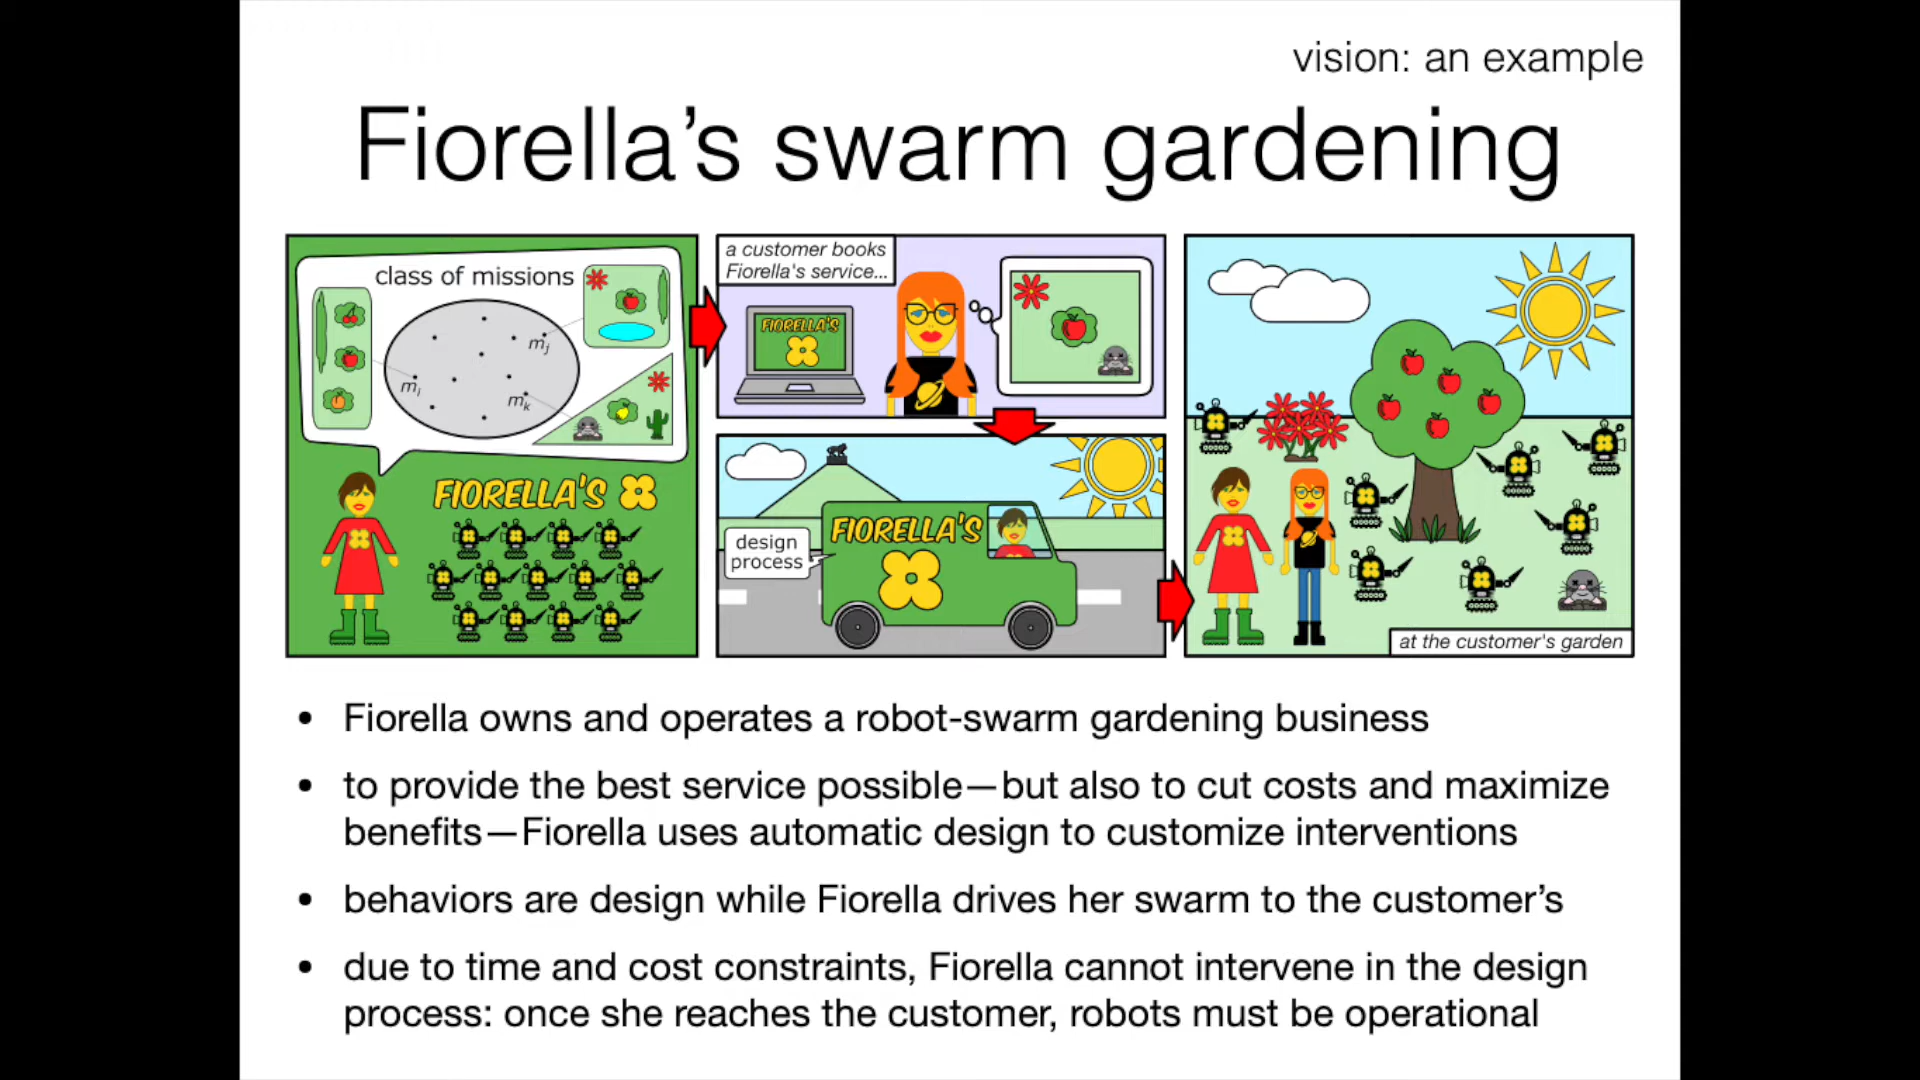 vision: an example
Fiorella’s swarm gardening
class of missions
mj
mi
mk
FIORELLA'S
a customer books
Fiorella's service...
FIORELLA'S
design
process
FIORELLA'S
at the customer's garden
• Fiorella owns and operates a robot-swarm gardening business
• to provide the best service possible—but also to cut costs and maximize
benefits—Fiorella uses automatic design to customize interventions
• behaviors are design while Fiorella drives her swarm to the customer’s
• due to time and cost constraints, Fiorella cannot intervene in the design
process: once she reaches the customer, robots must be operational